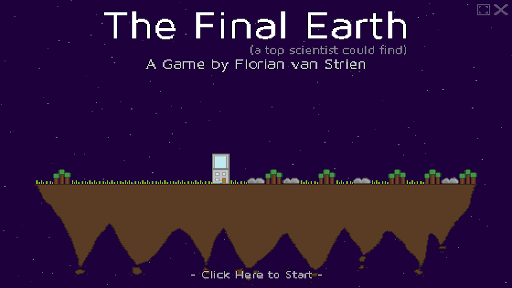 The Final Earth
(a top scientist could find)
A Game by Florian van Strien
- Click Here to Start -